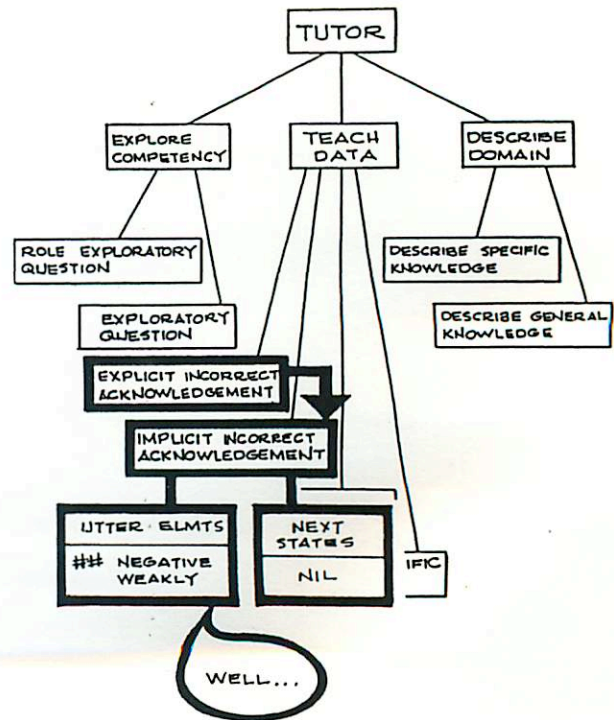 TUTOR
EXPLORE
COMPETENCY
TEACH
DATA
DESCRIBE
DOMAIN
ROLE EXPLORATORY
QUESTION
DESCRIBE SPECIFIC
KNOWLEDGE
EXPLORATORY
QUESTION
DESCRIBE GENERAL
KNOWLEDGE
EXPLICIT INCORRECT
ACKNOWLEDGEMENT
IMPLICIT INCORRECT
ACKNOWLEDGEMENT
UTTER ELMTS
## NEGATIVE
WEAKLY
NEXT
STATES
NIL
IFIC
WELL...